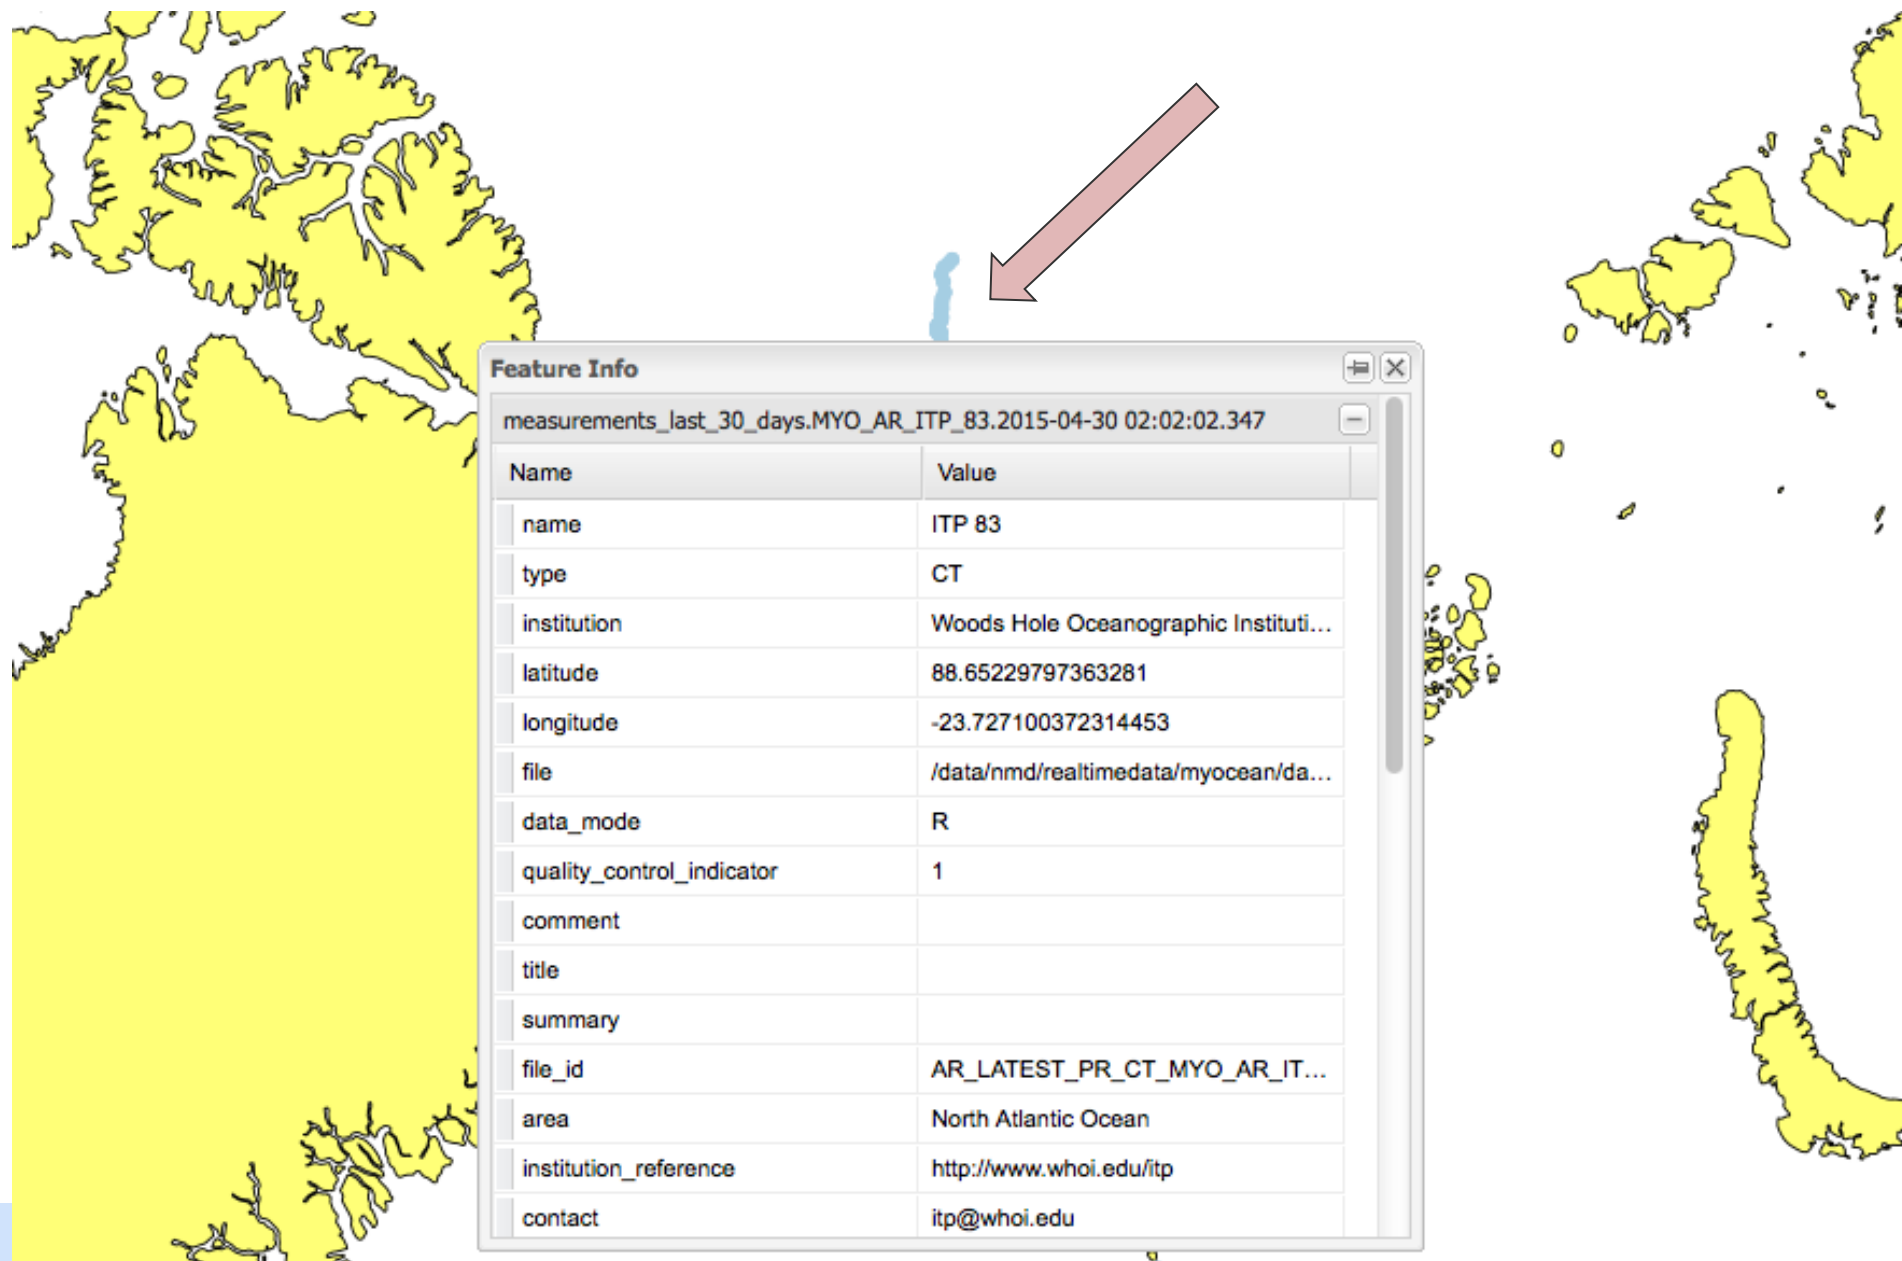 Feature Info
measurements_last_30_days.MYO_AR_ITP_83.2015-04-30 02:02:02.347
Name Value
name ITP 83
type CT
institution Woods Hole Oceanographic Instituti...
latitude 88.65229797363281
longitude -23.727100372314453
file /data/nmd/realtimedata/myocean/da...
data_mode R
quality_control_indicator 1
comment
title
summary
file_id AR_LATEST_PR_CT_MYO_AR_IT...
area North Atlantic Ocean
institution_reference http://www.whoi.edu/itp
contact itp@whoi.edu